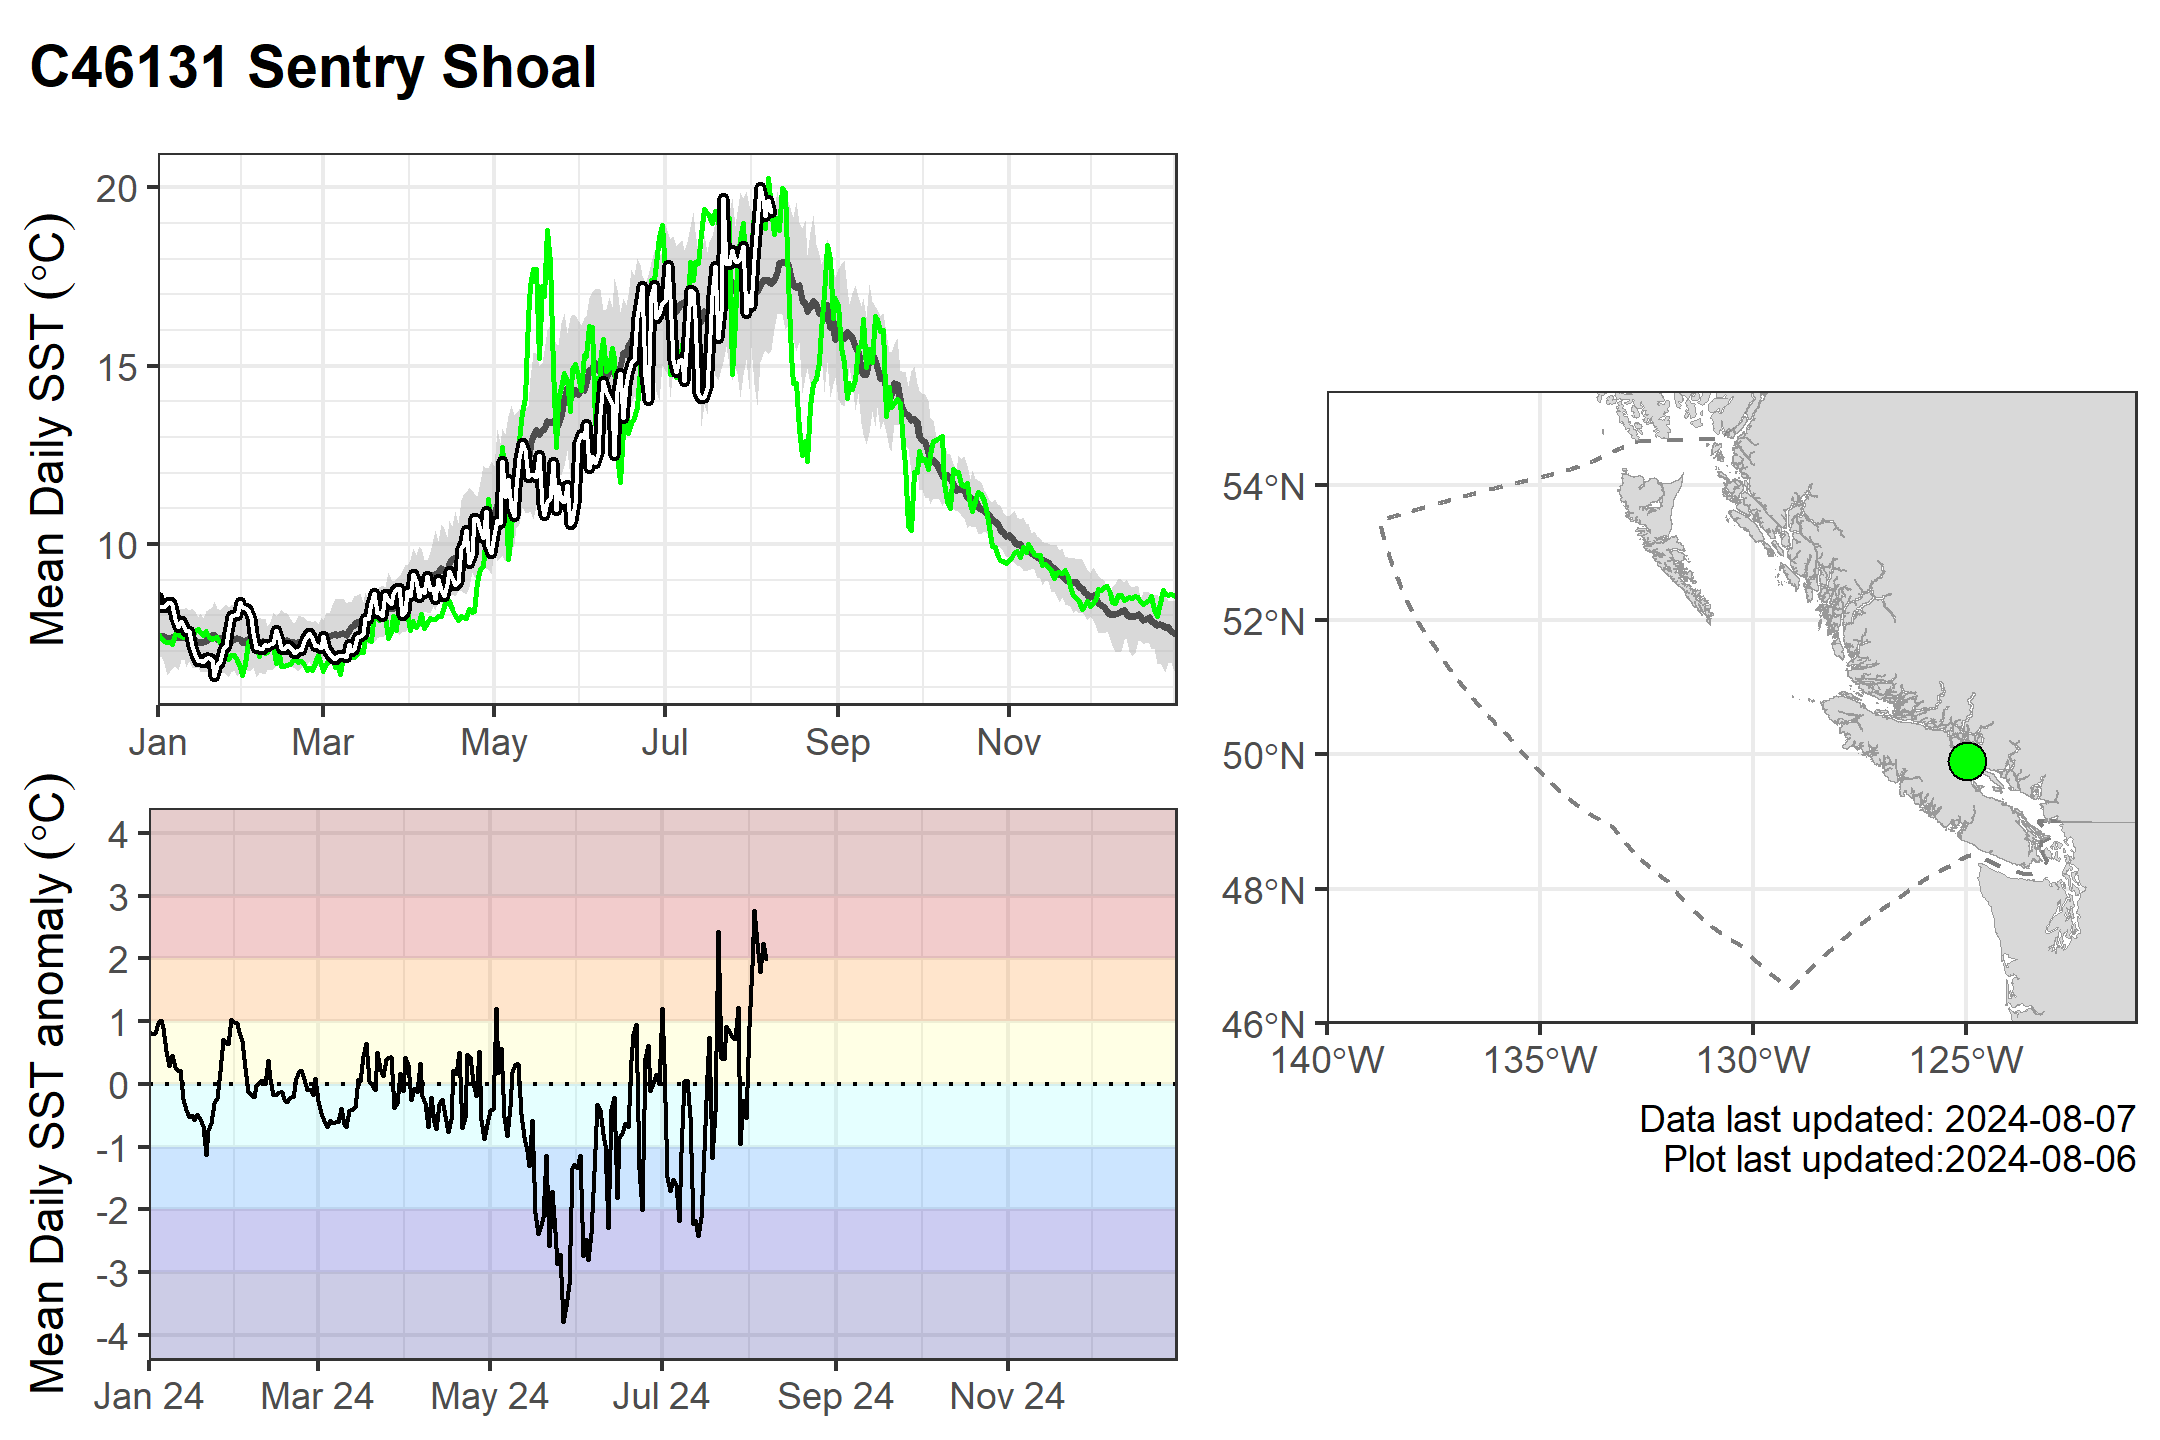 C46131 Sentry Shoal
Mean Daily SST (°C)
20
15
10
Jan Mar May Jul Sep Nov
Mean Daily SST anomaly (°C)
4
3
2
1
0
-1
-2
-3
-4
Jan 24 Mar 24 May 24 Jul 24 Sep 24 Nov 24
54°N
52°N
50°N
48°N
46°N
140°W 135°W 130°W 125°W
Data last updated: 2024-08-07
Plot last updated:2024-08-06